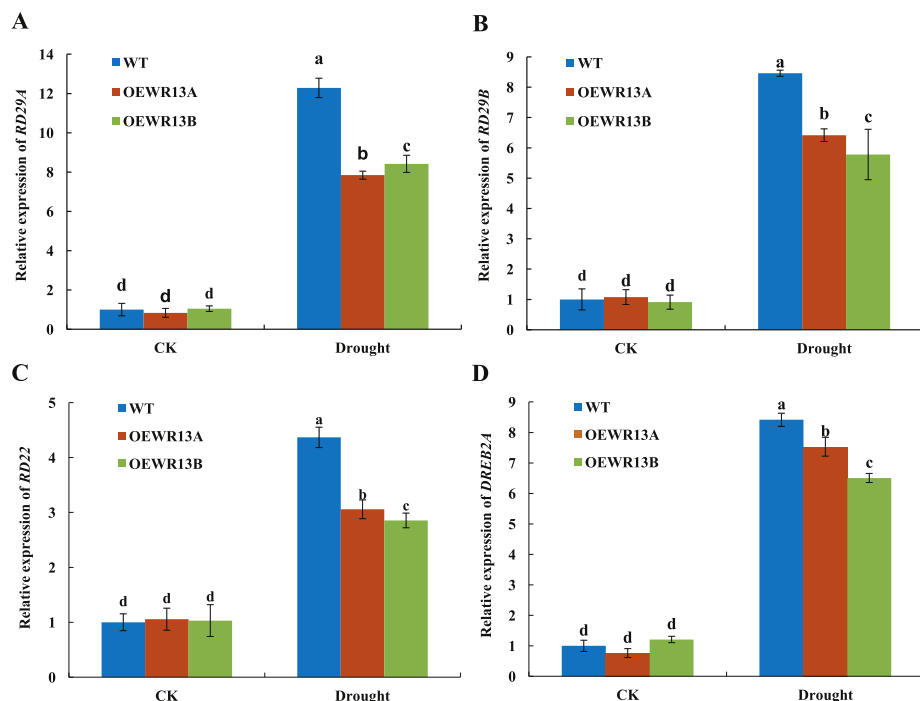 A
Relative expression of RD29A
14
12
10
8
6
4
2
0
WT
OEWR13A
OEWR13B
d
d
d
a
b
c
CK
Drought
B
Relative expression of RD29B
9
8
7
6
5
4
3
2
1
0
WT
OEWR13A
OEWR13B
d
d
d
a
b
c
CK
Drought
C
Relative expression of RD22
5
4
3
2
1
0
WT
OEWR13A
OEWR13B
d
d
d
a
b
c
CK
Drought
D
Relative expression of DREB2A
9
8
7
6
5
4
3
2
1
0
WT
OEWR13A
OEWR13B
d
d
d
a
b
c
CK
Drought